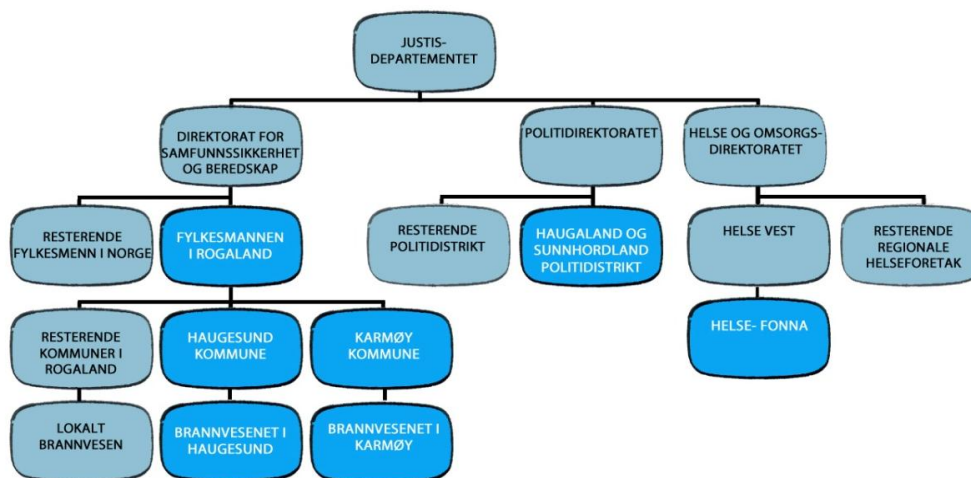 JUSTIS-
DEPARTEMENTET
DIREKTORAT FOR
SAMFUNNSSIKKERHET
OG BEREDSKAP
POLITIDIREKTORATET
HELSE OG OMSORGS-
DIREKTORATET
RESTERENDE
FYLKESMENN I NORGE
FYLKESMANNEN
I ROGALAND
RESTERENDE
POLITIDISTRIKT
HAUGALAND OG
SUNNHORDLAND
POLITIDISTRIKT
HELSE VEST
RESTERENDE
REGIONALE
HELSEFORETAK
RESTERENDE
KOMMUNER I
ROGALAND
HAUGESUND
KOMMUNE
KARMØY
KOMMUNE
HELSE- FONNA
LOKALT
BRANNVESEN
BRANNVESENET I
HAUGESUND
BRANNVESENET I
KARMØY